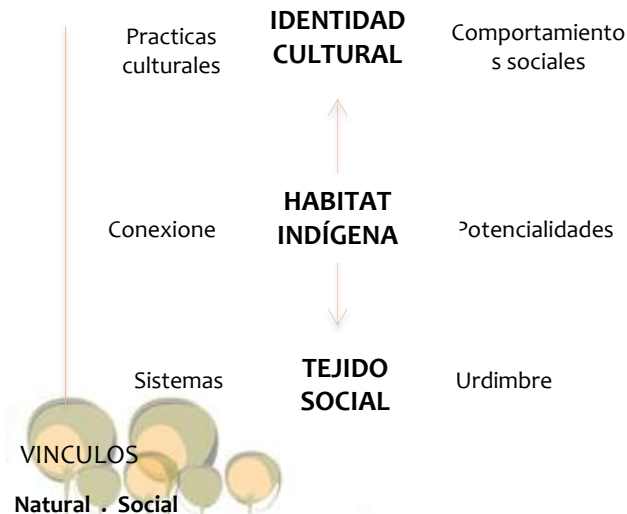 Practicas
culturales
IDENTIDAD
CULTURAL
Comportamiento
s sociales
Conexione
HABITAT
INDÍGENA
Potencialidades
Sistemas
TEJIDO
SOCIAL
Urdimbre
VINCULOS
Natural . Social